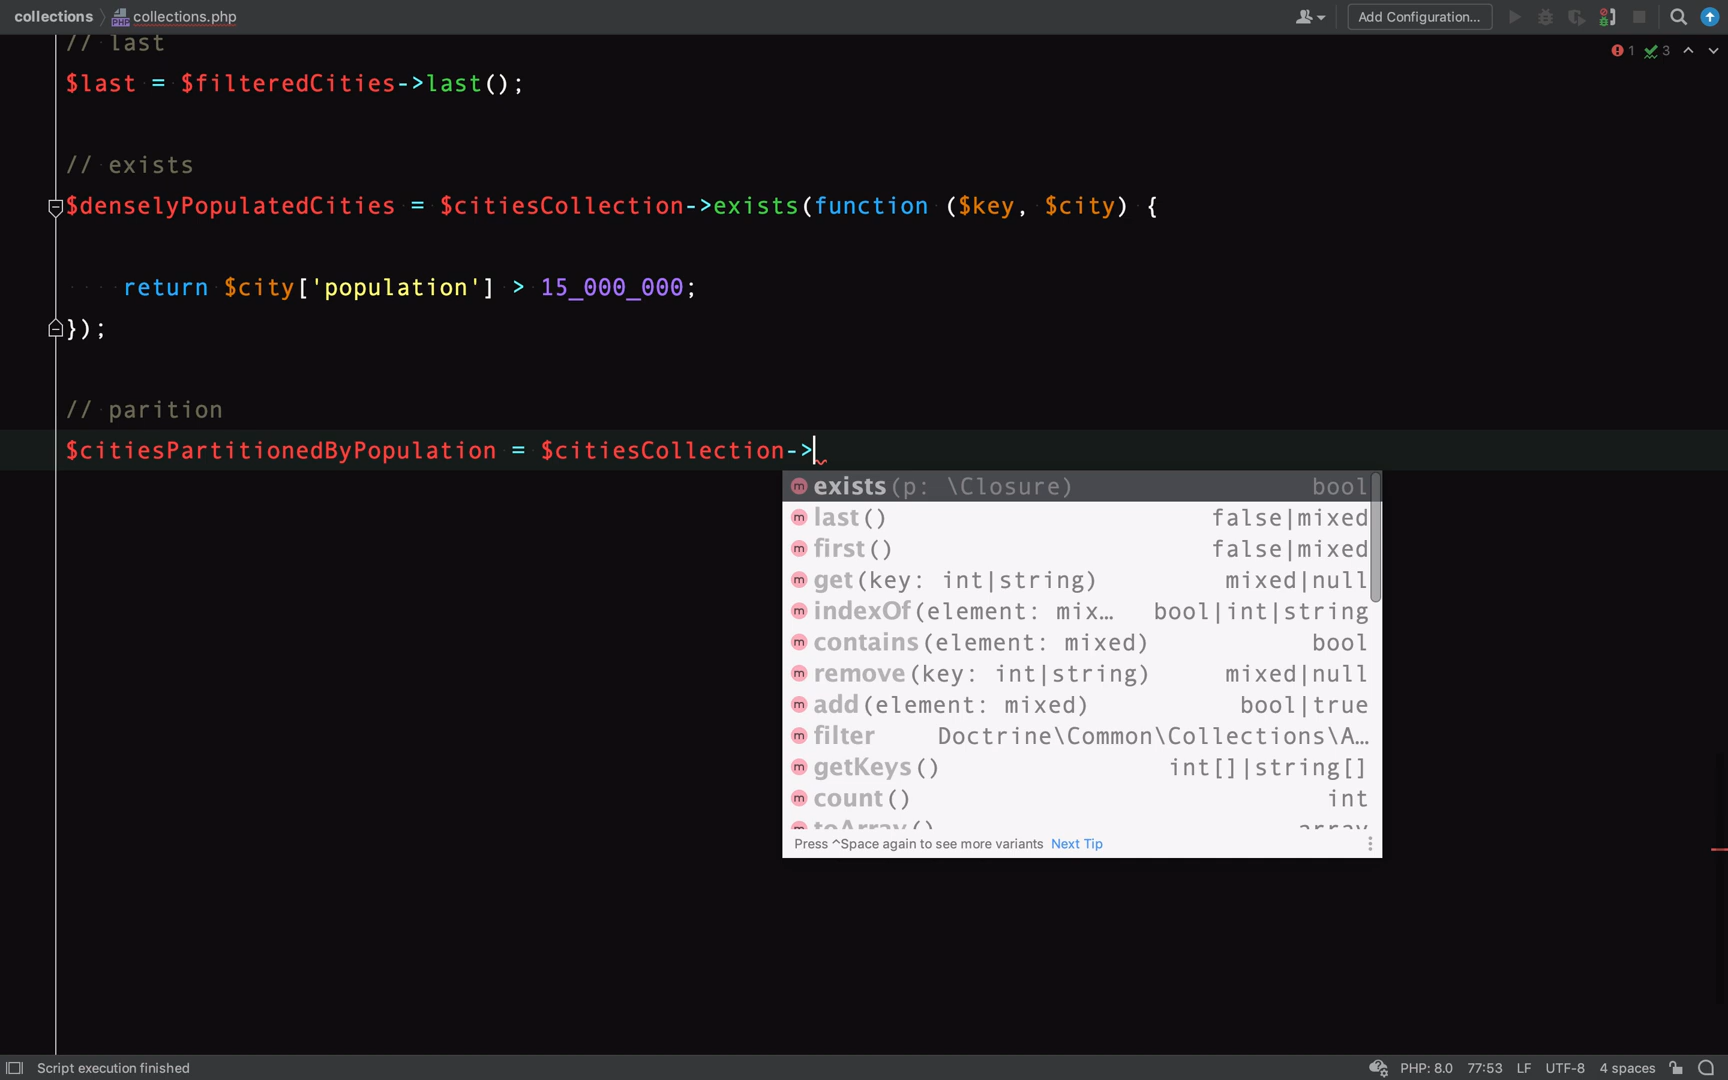 collections collections.php Add Configuration...
// last
1 3
$last = $filteredCities->last();
// exists
$denselyPopulatedCities = $citiesCollection->exists(function ($key, $city) {
return $city['population'] > 15_000_000;
});
// parition
$citiesPartitionedByPopulation = $citiesCollection->
exists(p: \Closure) bool
last() false|mixed
first() false|mixed
get(key: int|string) mixed|null
indexOf(element: mix… bool|int|string
contains(element: mixed) bool
remove(key: int|string) mixed|null
add(element: mixed) bool|true
filter Doctrine\Common\Collections\A…
getKeys() int[]|string[]
count() int
toArray() array
Press ^Space again to see more variants Next Tip
Script execution finished PHP: 8.0 77:53 LF UTF-8 4 spaces